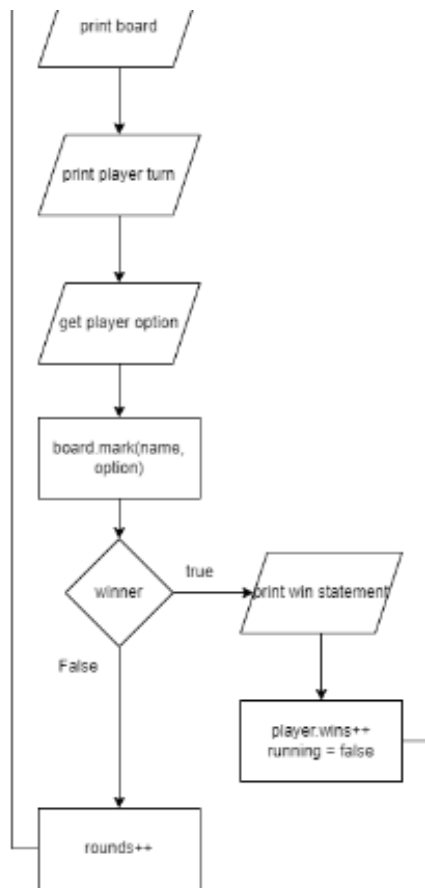 print board
print player turn
get player option
board.mark(name,
option)
winner
true
print win statement
False
player.wins++
running = false
rounds++